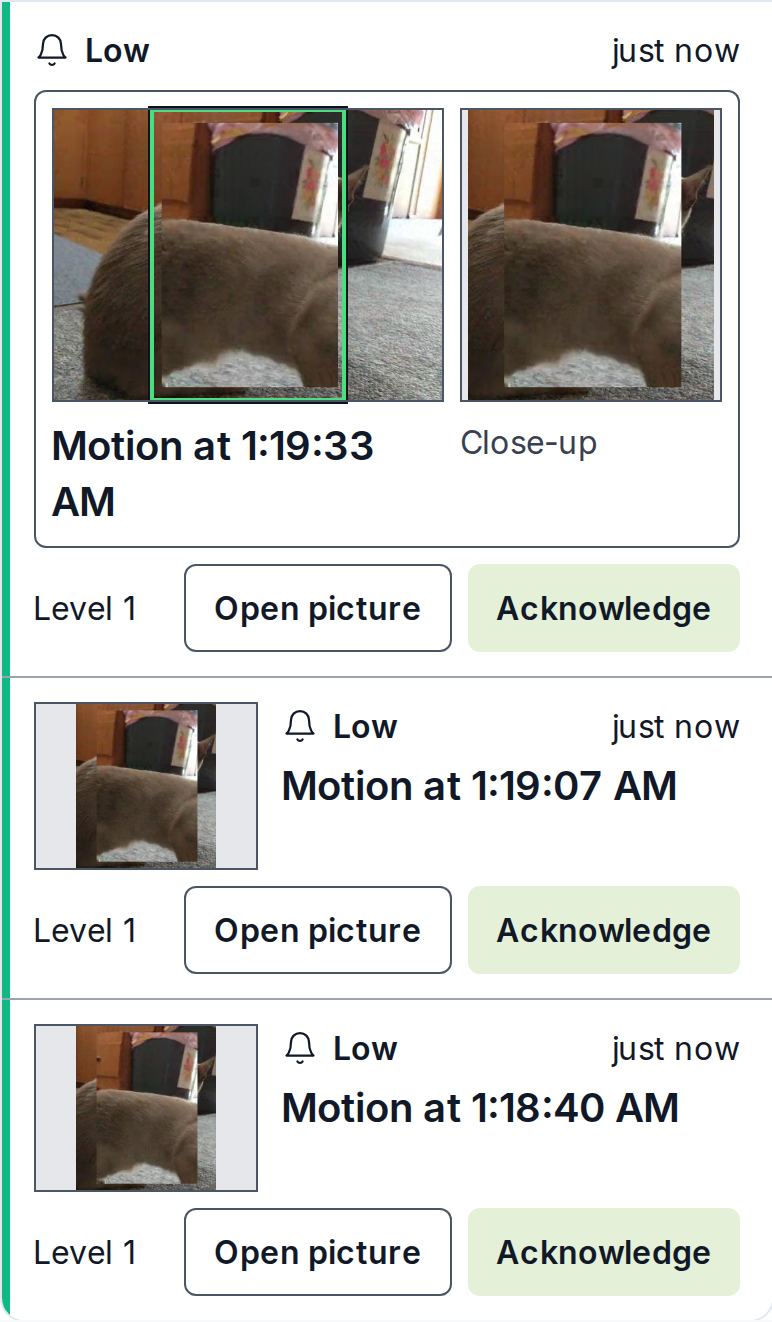 Low
just now
Motion at 1:19:33
AM
Close-up
Level 1
Open picture
Acknowledge
Low
just now
Motion at 1:19:07 AM
Level 1
Open picture
Acknowledge
Low
just now
Motion at 1:18:40 AM
Level 1
Open picture
Acknowledge